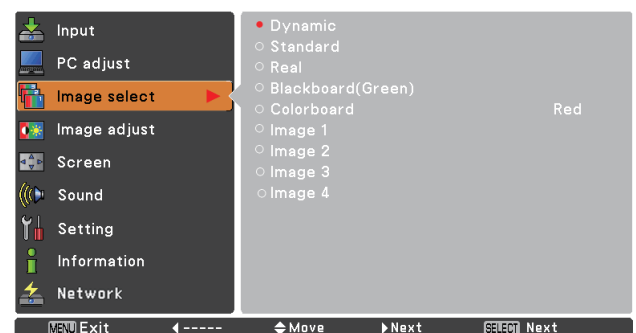 Input
PC adjust
Image select
Image adjust
Screen
Sound
Setting
Information
Network
Dynamic
Standard
Real
Blackboard(Green)
Colorboard Red
Image 1
Image 2
Image 3
Image 4
MENU Exit ----- Move Next SELECT Next